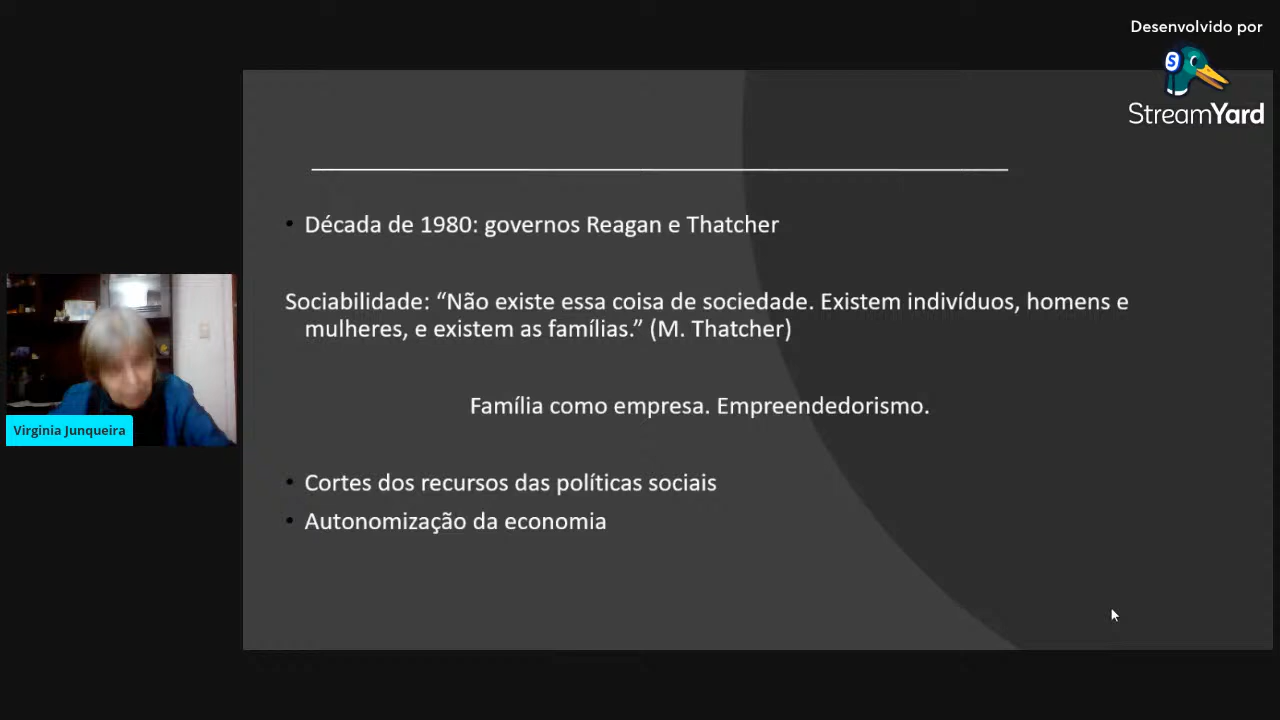 Desenvolvido por
S
StreamYard
• Década de 1980: governos Reagan e Thatcher
Sociabilidade: “Não existe essa coisa de sociedade. Existem indivíduos, homens e
mulheres, e existem as famílias.” (M. Thatcher)
Família como empresa. Empreendedorismo.
• Cortes dos recursos das políticas sociais
• Autonomização da economia
Virginia Junqueira